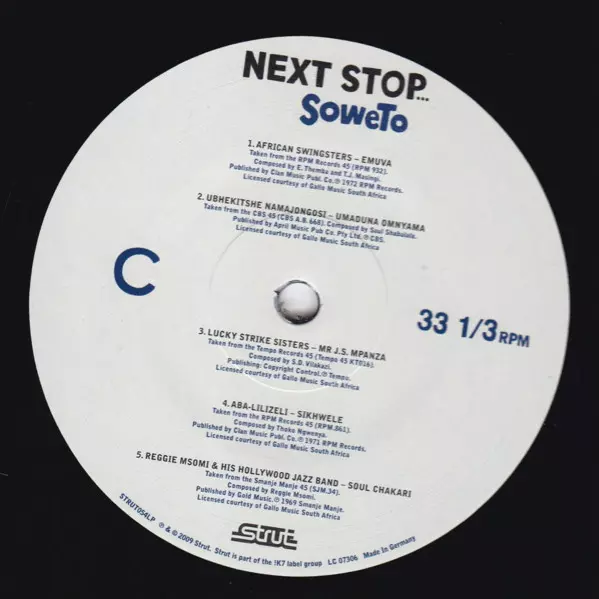 NEXT STOP...
SOWETO
1. AFRICAN SWINGSTERS – EMUVA
Taken from the RPM Records 45 (RPM 932).
Composed by E. Themba and T.J. Masingi.
Published by Clan Music Publ. Co.℗ 1972 RPM Records.
Licensed courtesy of Gallo Music South Africa
2. UBHEKITSHE NAMAJONGOSI – UMADUNA OMNYAMA
Taken from the CBS 45 (CBS A.B. 668). Composed by Saul Shabalala.
Published by April Music Pub Co. Pty Ltd.℗ CBS.
Licensed courtesy of Gallo Music South Africa
C
33 1/3 RPM
3. LUCKY STRIKE SISTERS – MR J.S. MPANZA
Taken from the Tempo Records 45 (Tempo 45 KT016).
Composed by S.D. Vilakazi.
Publishing: Copyright Control.℗ Tempo.
Licensed courtesy of Gallo Music South Africa
4. ABA-LILIZELI – SIKHWELE
Taken from the RPM Records 45 (RPM.861).
Composed by Thoko Ngwenya.
Published by Clan Music Publ. Co.℗ 1971 RPM Records.
Licensed courtesy of Gallo Music South Africa
5. REGGIE MSOMI & HIS HOLLYWOOD JAZZ BAND – SOUL CHAKARI
Taken from the Smanje Manje 45 (SJM.34).
Composed by Reggie Msomi.
Published by Gold Music.℗ 1969 Smanje Manje.
Licensed courtesy of Gallo Music South Africa
Strut
STRUT054LP ℗ & © 2009 Strut. Strut is part of the !K7 label group LC 07306 Made In Germany